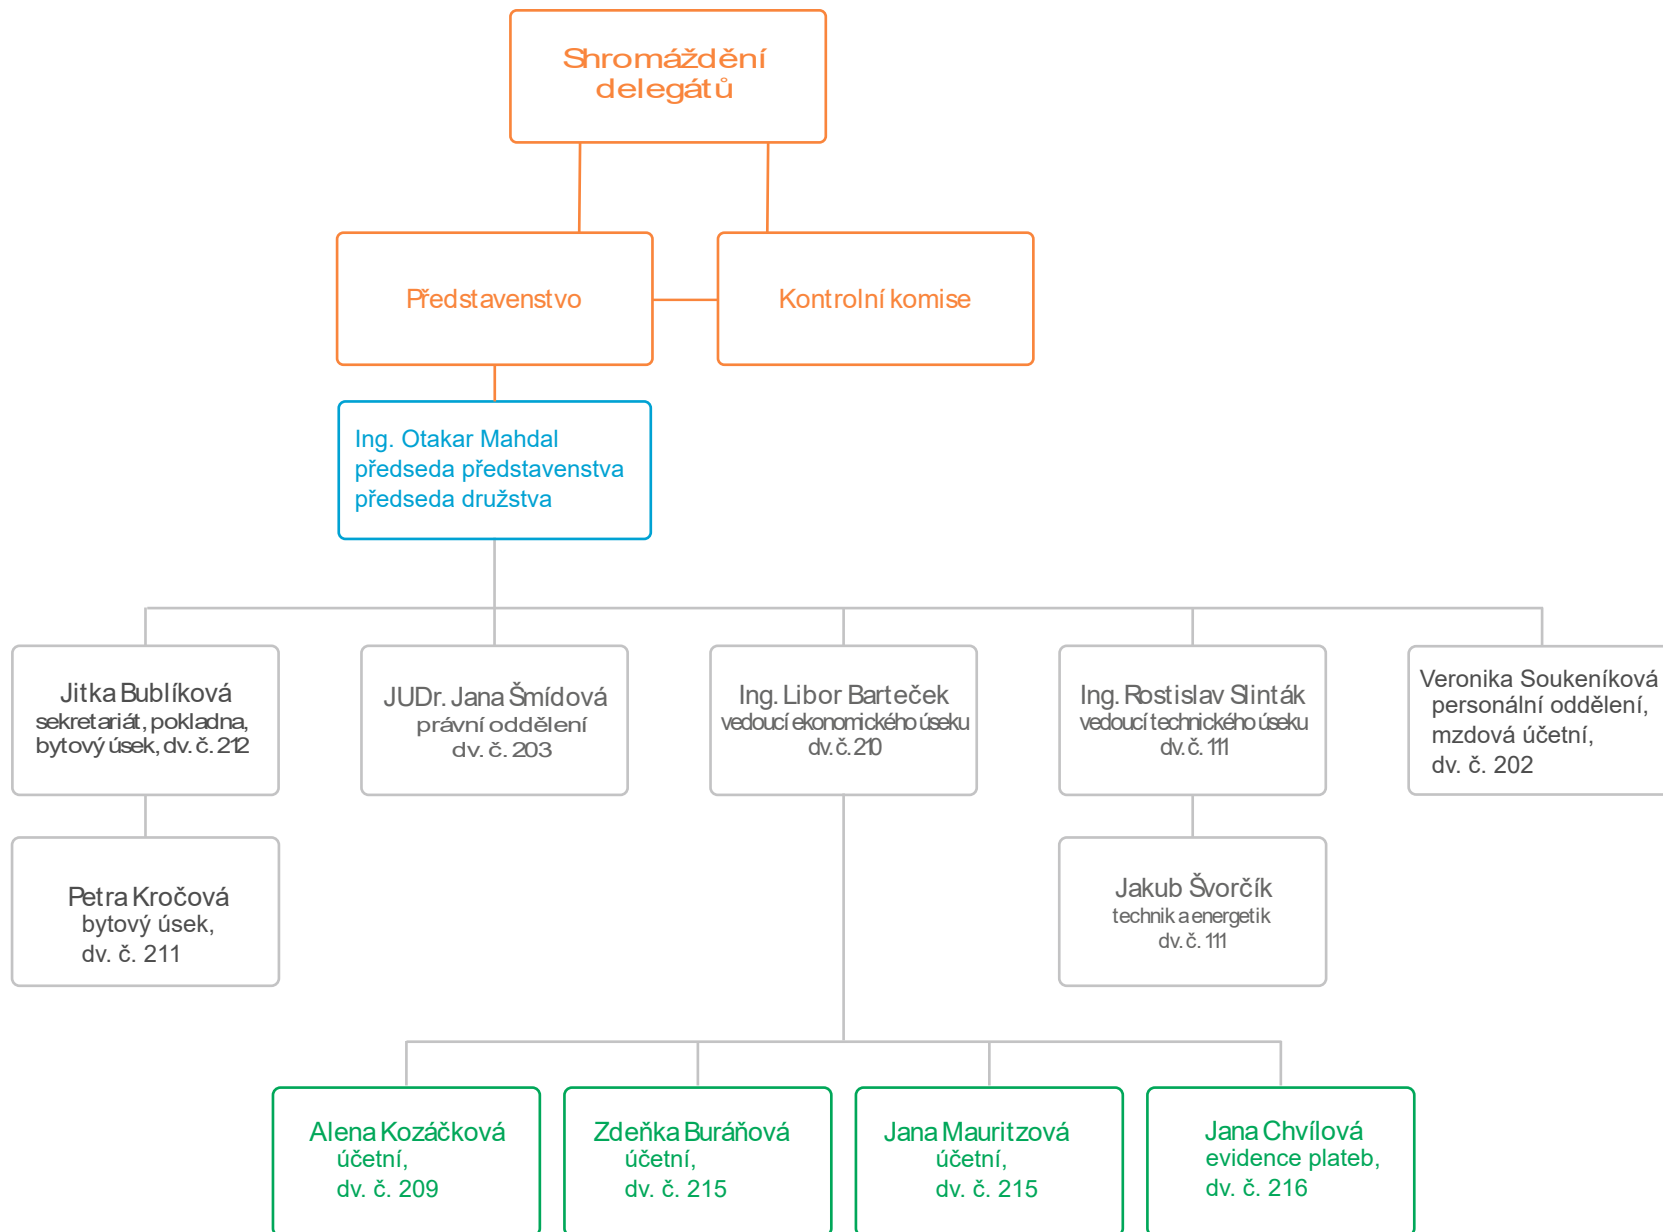 Shromáždění
delegátů
Představenstvo
Kontrolní komise
Ing. Otakar Mahdal
předseda představenstva
předseda družstva
Jitka Bublíková
sekretariát, pokladna,
bytový úsek, dv. č. 212
JUDr. Jana Šmídová
právní oddělení
dv. č. 203
Ing. Libor Barteček
vedoucí ekonomického úseku
dv. č. 210
Ing. Rostislav Slinták
vedoucí technického úseku
dv. č. 111
Veronika Soukeníková
personální oddělení,
mzdová účetní,
dv. č. 202
Petra Kročová
bytový úsek,
dv. č. 211
Jakub Švorčík
technik a energetik
dv. č. 111
Alena Kozáčková
účetní,
dv. č. 209
Zdeňka Buráňová
účetní,
dv. č. 215
Jana Mauritzová
účetní,
dv. č. 215
Jana Chvílová
evidence plateb,
dv. č. 216